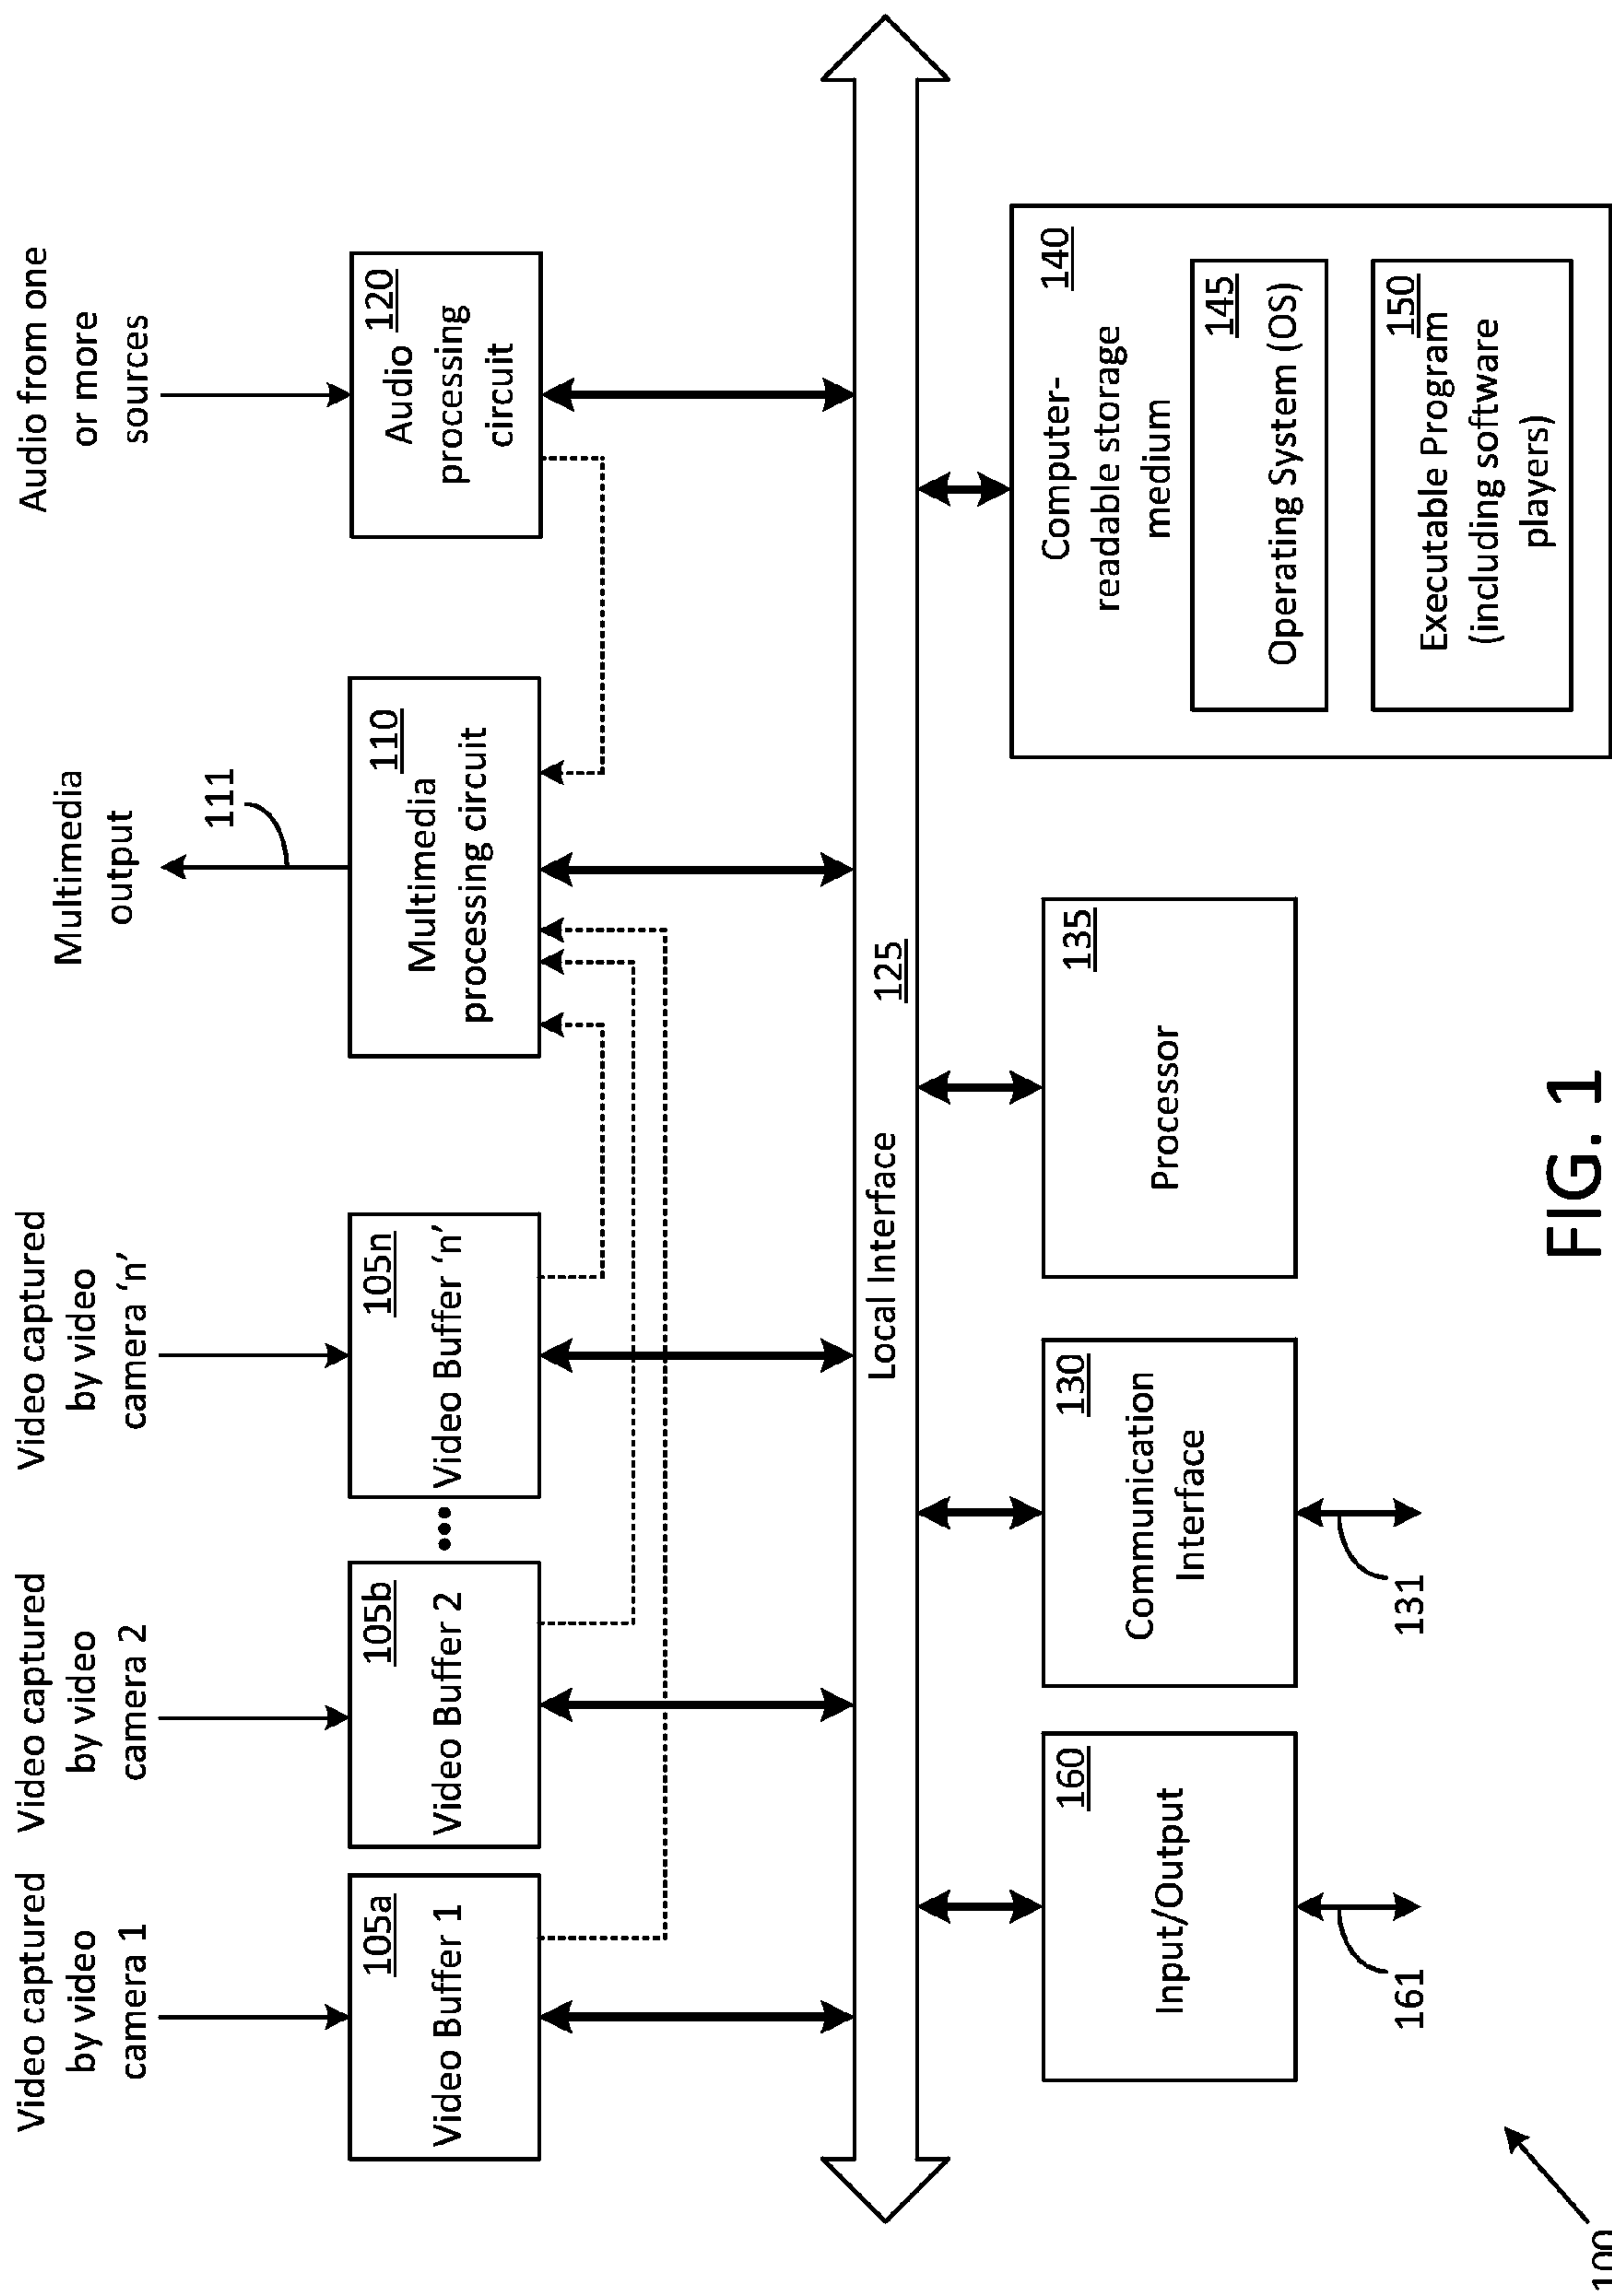 Video captured
by video
camera 1
Video captured
by video
camera 2
Video captured
by video
camera ‘n’
Multimedia
output
Audio from one
or more
sources
111
105a
Video Buffer 1
105b
Video Buffer 2
•••
105n
Video Buffer ‘n’
110
Multimedia
processing circuit
120
Audio
processing
circuit
Local Interface
125
160
Input/Output
161
130
Communication
Interface
131
135
Processor
140
Computer-
readable storage
medium
145
Operating System (OS)
150
Executable Program
(including software
players)
100
FIG. 1